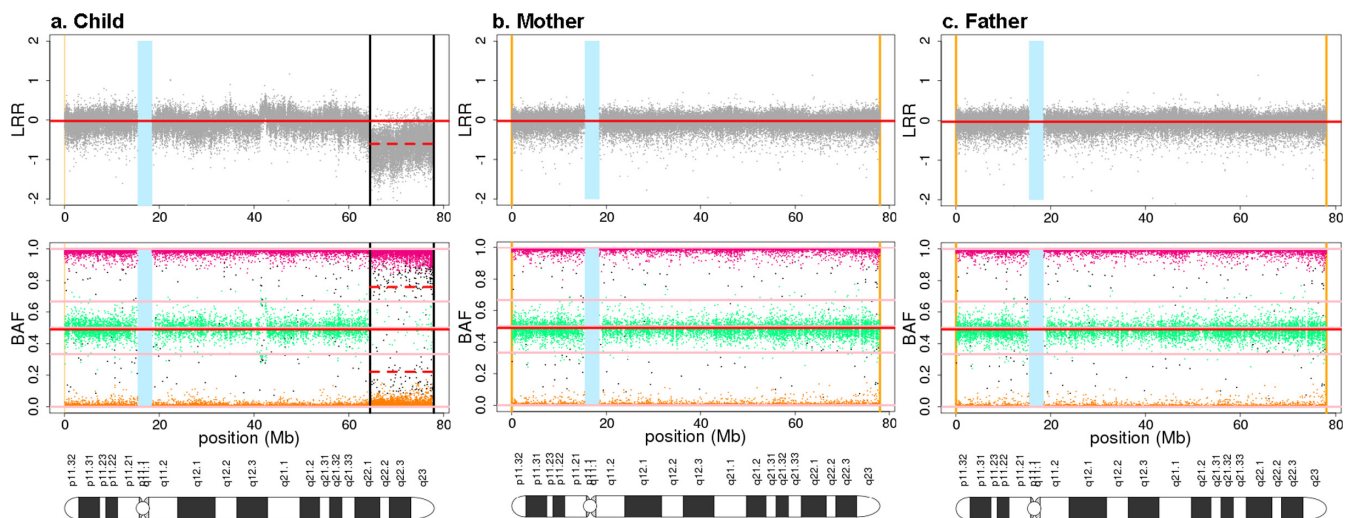 a. Child
b. Mother
c. Father
LRR
2 1 0 1 2
0 20 40 60 80
LRR
2 1 0 1 2
0 20 40 60 80
LRR
2 1 0 1 2
0 20 40 60 80
BAF
1.0 0.8 0.6 0.4 0.2 0.0
0 20 40 60 80
position (Mb)
BAF
1.0 0.8 0.6 0.4 0.2 0.0
0 20 40 60 80
position (Mb)
BAF
1.0 0.8 0.6 0.4 0.2 0.0
0 20 40 60 80
position (Mb)
p11.32 p11.31 p11.23 p11.22 p11.21 q11.2 q12.2 q12.3 q21.1 q21.2 q21.31 q21.32 q21.33 q22.1 q22.2 q22.3 q23
p11.32 p11.31 p11.23 p11.22 p11.21 q11.2 q12.1 q12.3 q21.1 q21.2 q21.31 q21.32 q21.33 q22.1 q22.2 q22.3 q23
p11.32 p11.31 p11.23 p11.22 p11.21 q11.2 q12.1 q12.3 q21.1 q21.2 q21.31 q21.32 q21.33 q22.1 q22.2 q22.3 q23